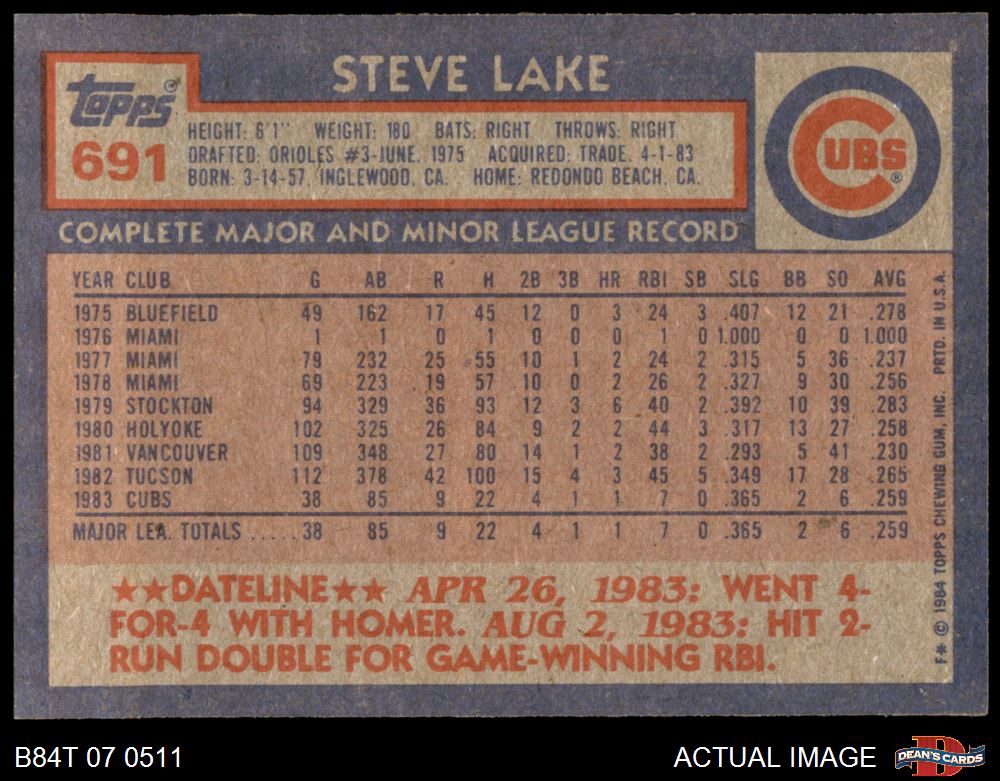 STEVE LAKE
Topps
691
HEIGHT: 6'1" WEIGHT: 180 BATS: RIGHT THROWS: RIGHT
DRAFTED: ORIOLES #3-JUNE, 1975 ACQUIRED: TRADE, 4-1-83
BORN: 3-14-57, INGLEWOOD, CA. HOME: REDONDO BEACH, CA.
CUBS ®
COMPLETE MAJOR AND MINOR LEAGUE RECORD
YEAR CLUB G AB R H 2B 3B HR RBI SB SLG BB SO AVG
1975 BLUEFIELD 49 162 17 45 12 0 3 24 3 .407 12 21 .278
1976 MIAMI 1 1 0 1 0 0 0 1 0 1.000 0 0 1.000
1977 MIAMI 79 232 25 55 10 1 2 24 2 .315 5 36 .237
1978 MIAMI 69 223 19 57 10 0 2 26 2 .327 9 30 .256
1979 STOCKTON 94 329 36 93 12 3 6 40 2 .392 10 39 .283
1980 HOLYOKE 102 325 26 84 9 2 2 44 3 .317 13 27 .258
1981 VANCOUVER 109 348 27 80 14 1 2 38 2 .293 5 41 .230
1982 TUCSON 112 378 42 100 15 4 3 45 5 .349 17 28 .265
1983 CUBS 38 85 9 22 4 1 1 7 0 .365 2 6 .259
MAJOR LEA. TOTALS .....38 85 9 22 4 1 1 7 0 .365 2 6 .259
★★DATELINE★★ APR 26, 1983: WENT 4-
FOR-4 WITH HOMER. AUG 2, 1983: HIT 2-
RUN DOUBLE FOR GAME-WINNING RBI.
F* © 1984 TOPPS CHEWING GUM, INC. PRTD. IN U.S.A.
B84T 07 0511
ACTUAL IMAGE
D
DEAN'S CARDS